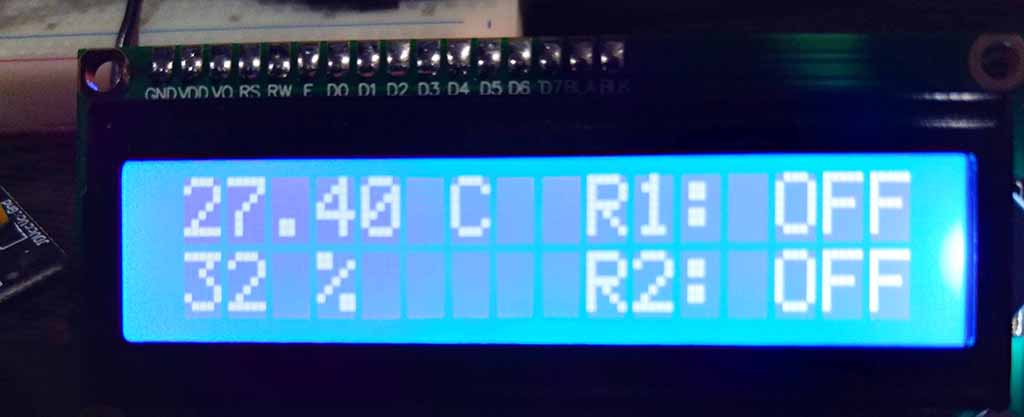 GND VDD VO RS RW E D0 D1 D2 D3 D4 D5 D6 D7 BLA BLK
27.40 C R1: OFF
32 % R2: OFF